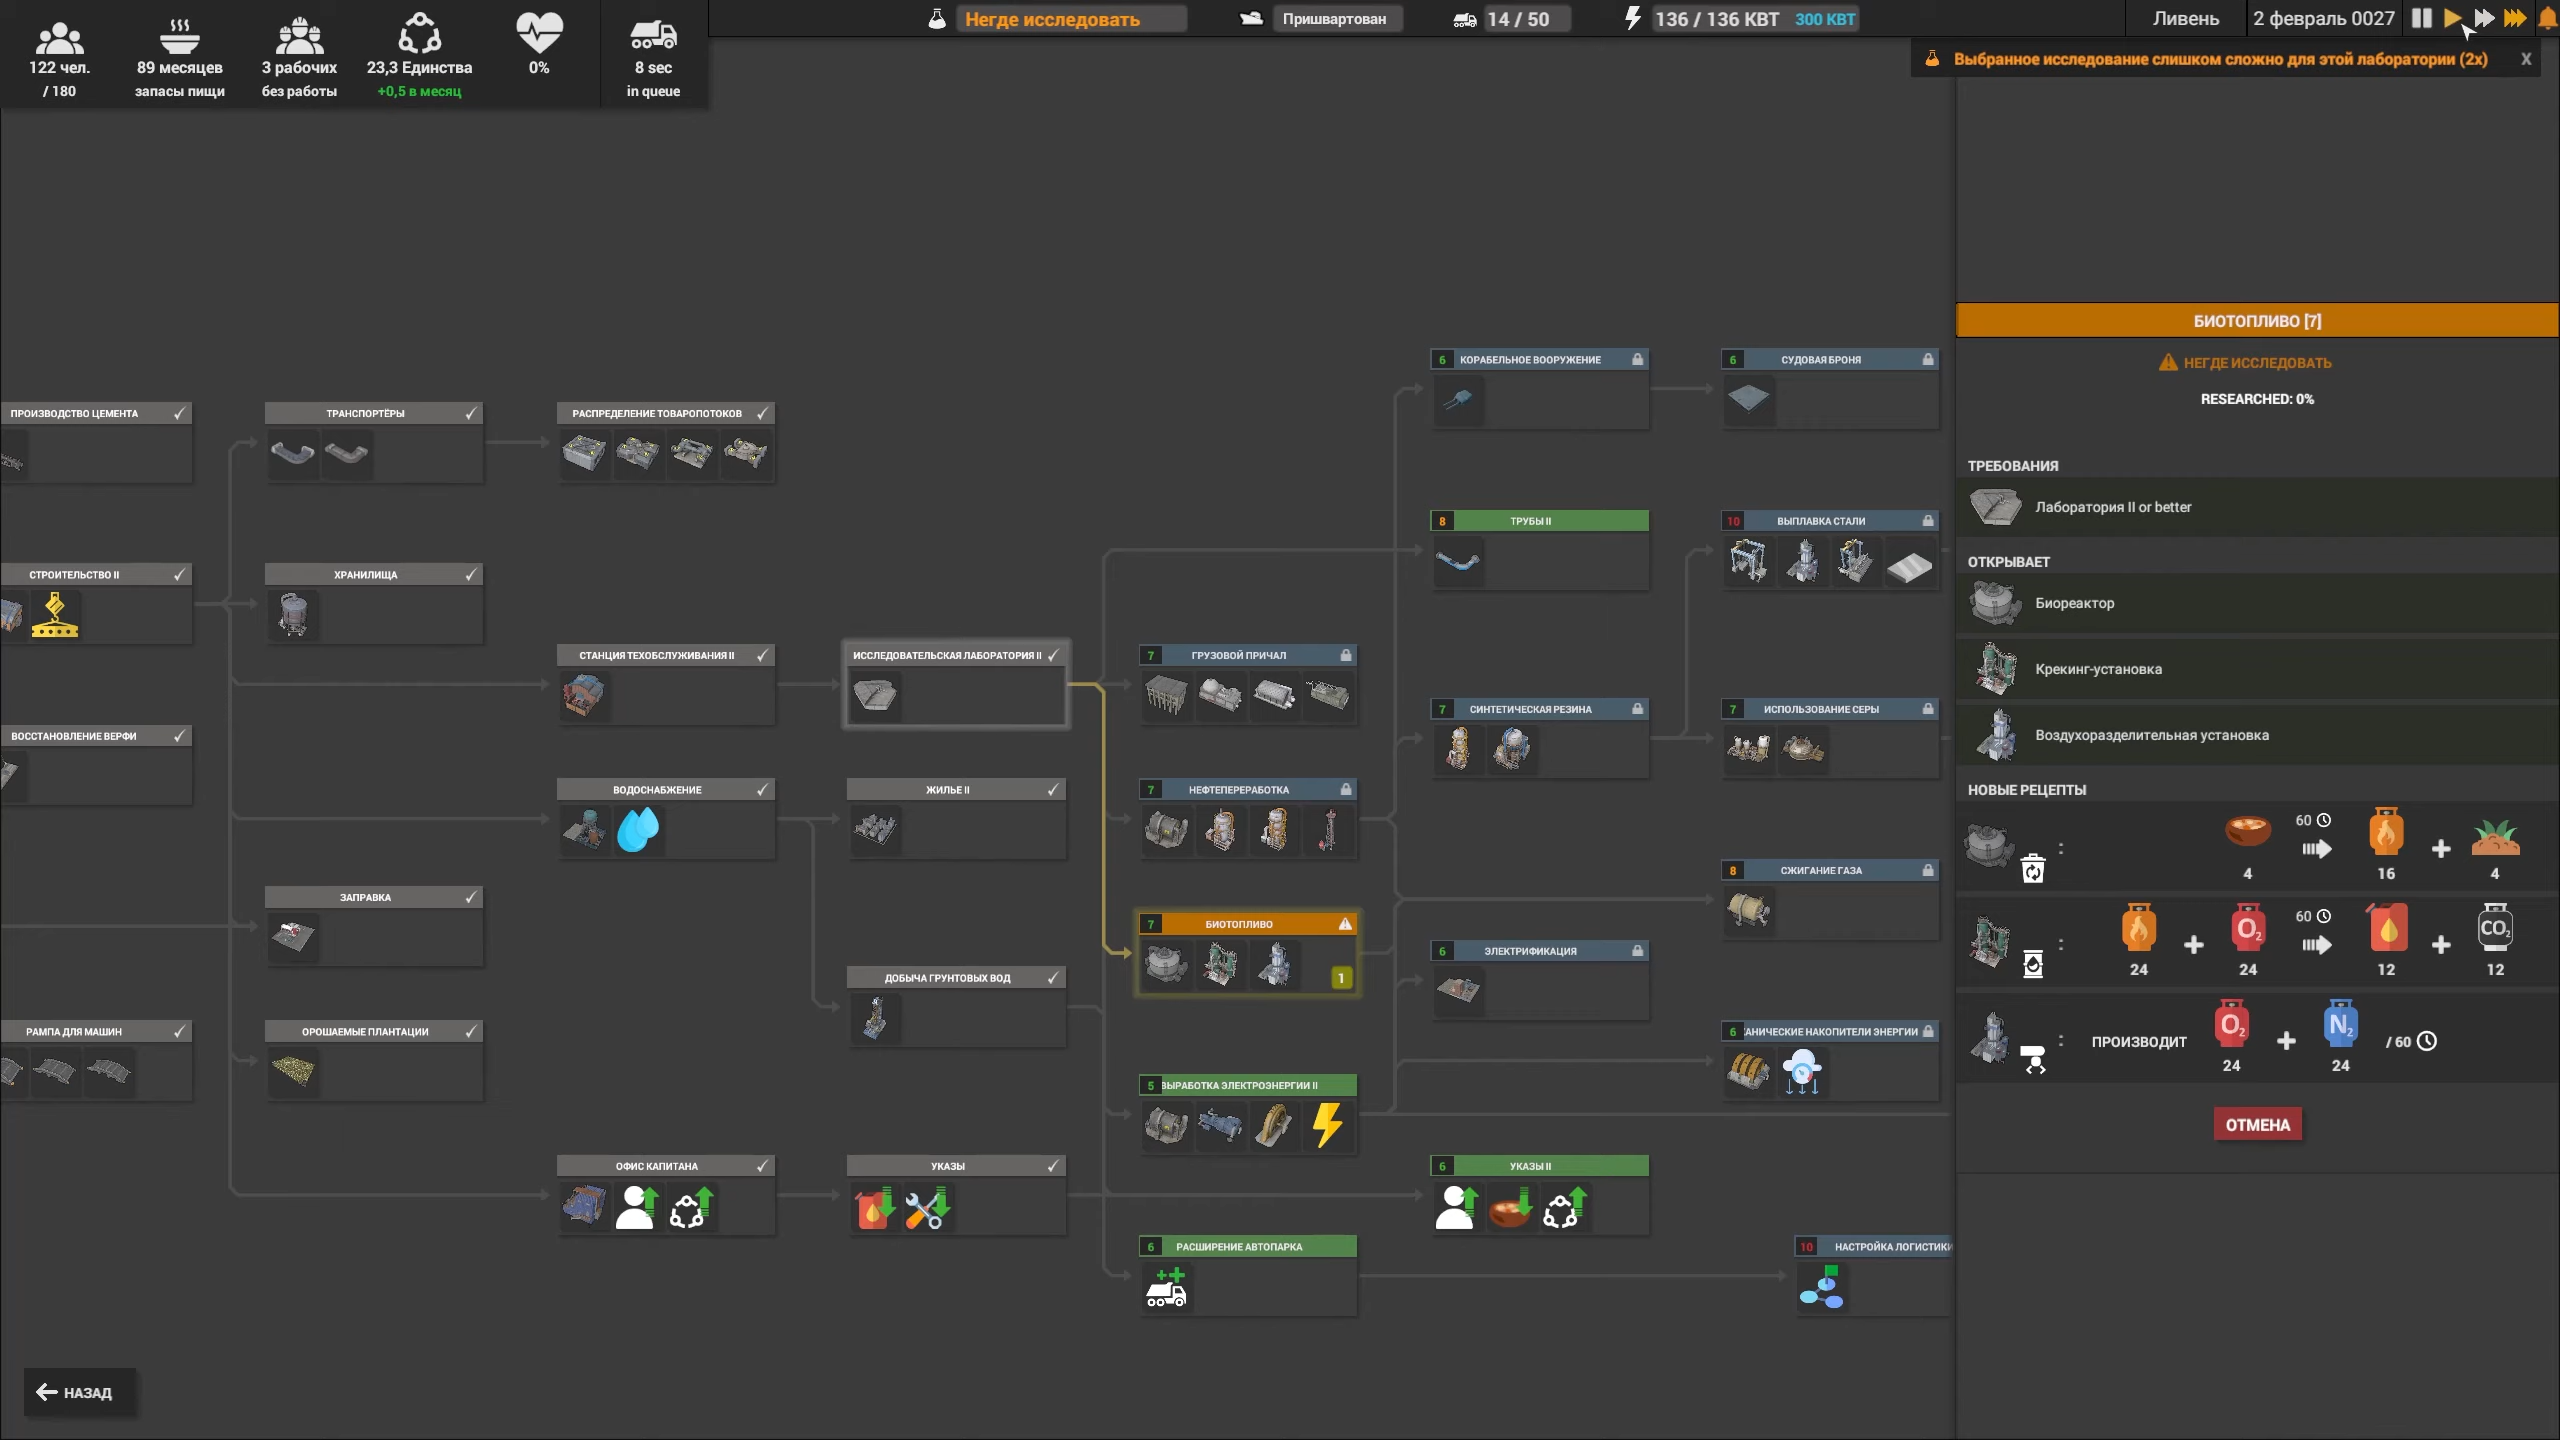 122 чел.
/ 180
89 месяцев
запасы пищи
3 рабочих
без работы
23,3 Единства
+0,5 в месяц
0%
8 sec
in queue
Негде исследовать
Пришвартован
14 / 50
136 / 136 КВТ 300 КВТ
Ливень
2 февраль 0027
Выбранное исследование слишком сложно для этой лаборатории (2x)
X
БИОТОПЛИВО [7]
НЕГДЕ ИССЛЕДОВАТЬ
RESEARCHED: 0%
ТРЕБОВАНИЯ
Лаборатория II or better
ОТКРЫВАЕТ
Биореактор
Крекинг-установка
Воздухоразделительная установка
НОВЫЕ РЕЦЕПТЫ
:
60
4
16
+
4
:
+
O2
60
+
CO2
24
24
12
12
:
ПРОИЗВОДИТ
O2
+
N2
/ 60
24
24
ОТМЕНА
6 КОРАБЕЛЬНОЕ ВООРУЖЕНИЕ
6 СУДОВАЯ БРОНЯ
ПРОИЗВОДСТВО ЦЕМЕНТА
ТРАНСПОРТЁРЫ
РАСПРЕДЕЛЕНИЕ ТОВАРОПОТОКОВ
8 ТРУБЫ II
10 ВЫПЛАВКА СТАЛИ
СТРОИТЕЛЬСТВО II
ХРАНИЛИЩА
СТАНЦИЯ ТЕХОБСЛУЖИВАНИЯ II
ИССЛЕДОВАТЕЛЬСКАЯ ЛАБОРАТОРИЯ II
7 ГРУЗОВОЙ ПРИЧАЛ
7 СИНТЕТИЧЕСКАЯ РЕЗИНА
7 ИСПОЛЬЗОВАНИЕ СЕРЫ
ВОССТАНОВЛЕНИЕ ВЕРФИ
ВОДОСНАБЖЕНИЕ
ЖИЛЬЕ II
7 НЕФТЕПЕРЕРАБОТКА
8 СЖИГАНИЕ ГАЗА
ЗАПРАВКА
7 БИОТОПЛИВО
1
6 ЭЛЕКТРИФИКАЦИЯ
ДОБЫЧА ГРУНТОВЫХ ВОД
РАМПА ДЛЯ МАШИН
ОРОШАЕМЫЕ ПЛАНТАЦИИ
6 АНИЧЕСКИЕ НАКОПИТЕЛИ ЭНЕРГИИ
5 ВЫРАБОТКА ЭЛЕКТРОЭНЕРГИИ II
ОФИС КАПИТАНА
УКАЗЫ
6 УКАЗЫ II
6 РАСШИРЕНИЕ АВТОПАРКА
10 НАСТРОЙКА ЛОГИСТИКИ
НАЗАД